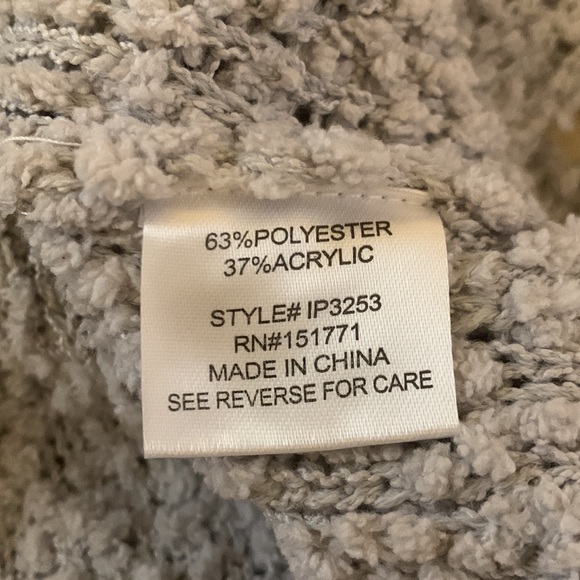 63%POLYESTER
37%ACRYLIC
STYLE# IP3253
RN#151771
MADE IN CHINA
SEE REVERSE FOR CARE